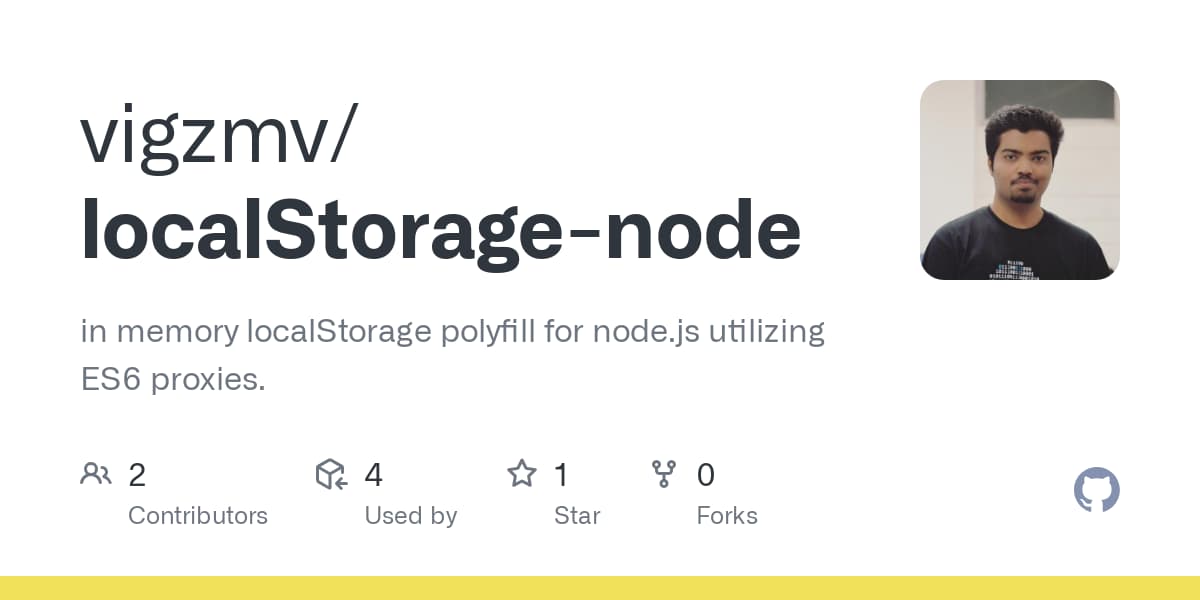 vigzmv/
localStorage-node
in memory localStorage polyfill for node.js utilizing
ES6 proxies.
2
Contributors
4
Used by
1
Star
0
Forks